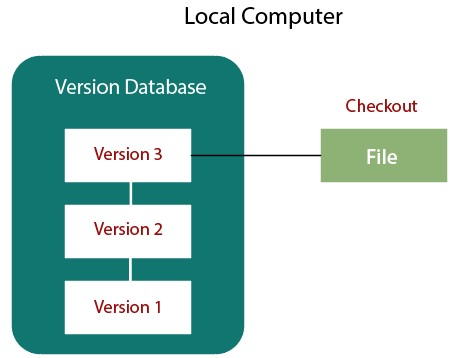 Local Computer
Version Database
Checkout
Version 3
File
Version 2
Version 1